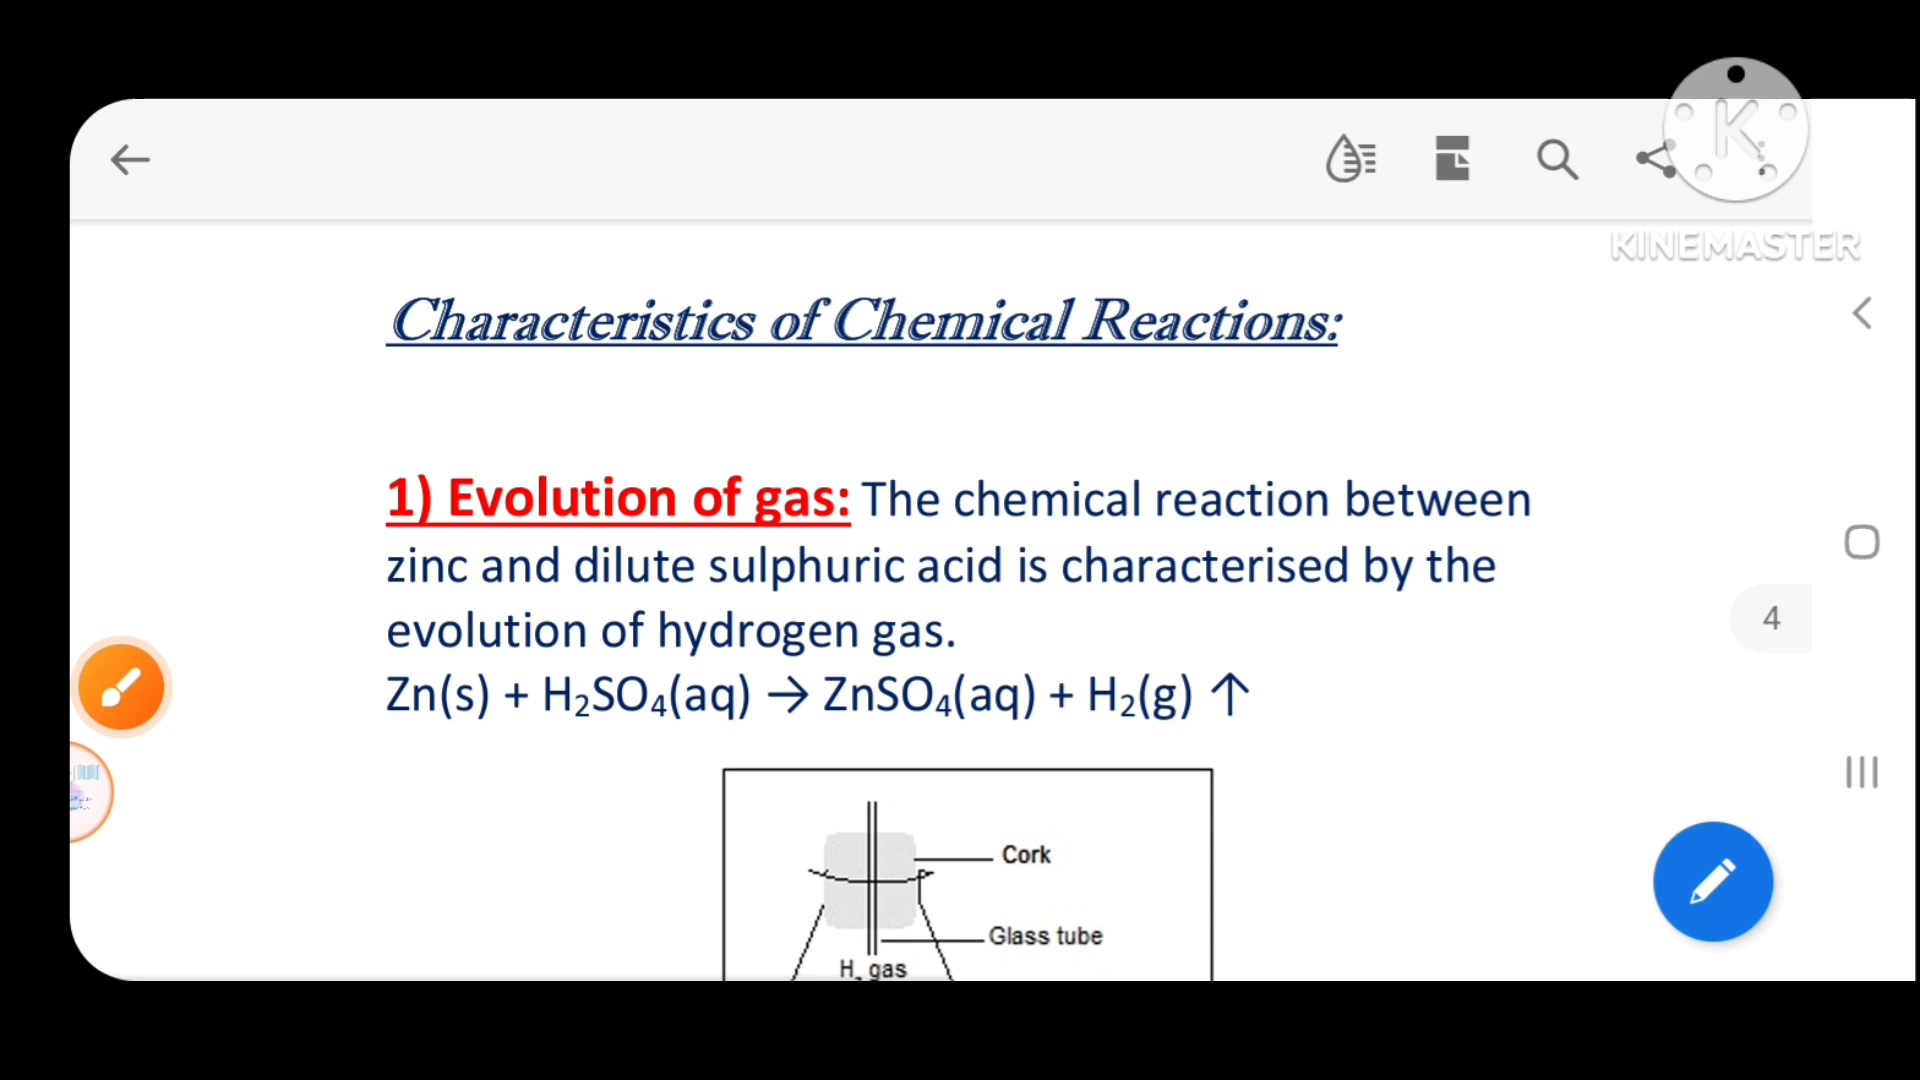 K
KINEMASTER
Characteristics of Chemical Reactions:
1) Evolution of gas: The chemical reaction between
zinc and dilute sulphuric acid is characterised by the
evolution of hydrogen gas.
Zn(s) + H₂SO₄(aq) → ZnSO₄(aq) + H₂(g) ↑
4
Cork
Glass tube
H₂ gas